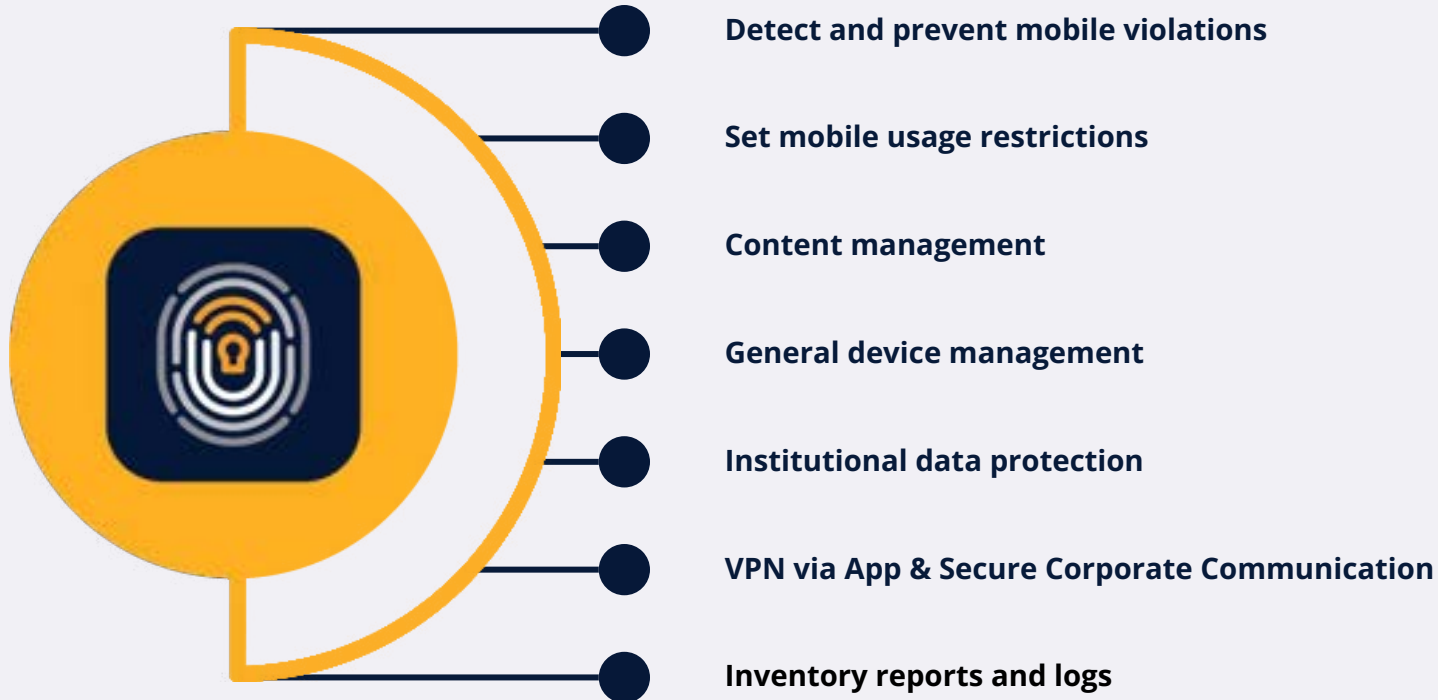 Detect and prevent mobile violations
Set mobile usage restrictions
Content management
General device management
Institutional data protection
VPN via App & Secure Corporate Communication
Inventory reports and logs